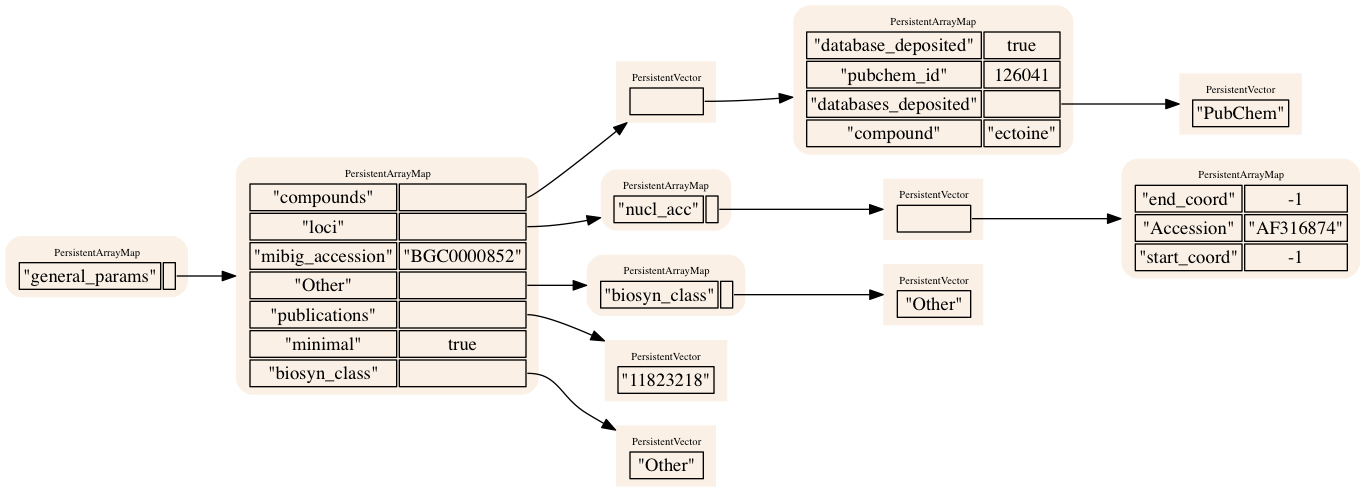 PersistentArrayMap
"general_params"
PersistentArrayMap
"compounds"
"loci"
"mibig_accession" "BGC0000852"
"Other"
"publications"
"minimal" true
"biosyn_class"
PersistentVector
PersistentArrayMap
"database_deposited" true
"pubchem_id" 126041
"databases_deposited"
"compound" "ectoine"
PersistentVector
"PubChem"
PersistentArrayMap
"nucl_acc"
PersistentVector
PersistentArrayMap
"end_coord" -1
"Accession" "AF316874"
"start_coord" -1
PersistentArrayMap
"biosyn_class"
PersistentVector
"Other"
PersistentVector
"11823218"
PersistentVector
"Other"